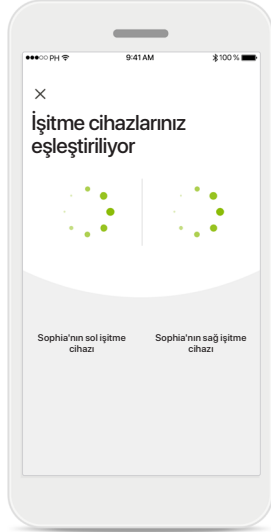 ●●●○○ PH 9:41 AM 100 %
İşitme cihazlarınız
eşleştiriliyor
Sophia'nın sol işitme
cihazı
Sophia'nın sağ işitme
cihazı